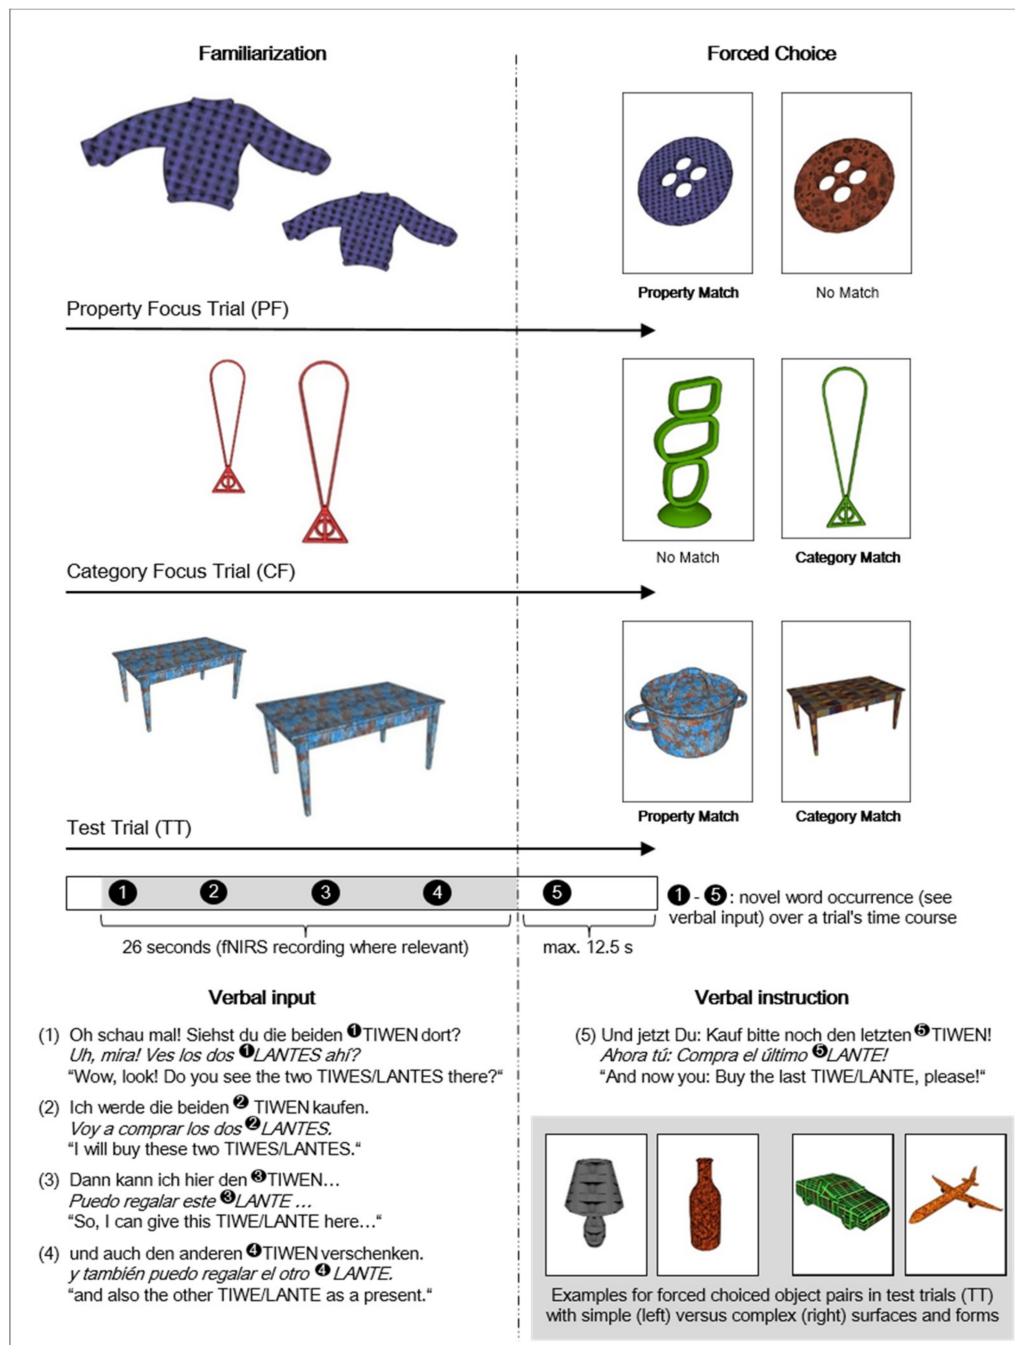 Familiarization
Forced Choice
Property Match
No Match
Property Focus Trial (PF)
No Match
Category Match
Category Focus Trial (CF)
Property Match
Category Match
Test Trial (TT)
1 2 3 4 5
1 - 5 : novel word occurrence (see
verbal input) over a trial's time course
26 seconds (fNIRS recording where relevant)
max. 12.5 s
Verbal input
(1) Oh schau mal! Siehst du die beiden 1TIWEN dort?
Uh, mira! Ves los dos 1LANTES ahí?
"Wow, look! Do you see the two TIWES/LANTES there?"
(2) Ich werde die beiden 2 TIWEN kaufen.
Voy a comprar los dos 2LANTES.
"I will buy these two TIWES/LANTES."
(3) Dann kann ich hier den 3TIWEN…
Puedo regalar este 3LANTE …
"So, I can give this TIWE/LANTE here…"
(4) und auch den anderen 4TIWEN verschenken.
y también puedo regalar el otro 4 LANTE.
"and also the other TIWE/LANTE as a present."
Verbal instruction
(5) Und jetzt Du: Kauf bitte noch den letzten 5 TIWEN!
Ahora tú: Compra el último 5LANTE!
"And now you: Buy the last TIWE/LANTE, please!"
Examples for forced choiced object pairs in test trials (TT)
with simple (left) versus complex (right) surfaces and forms